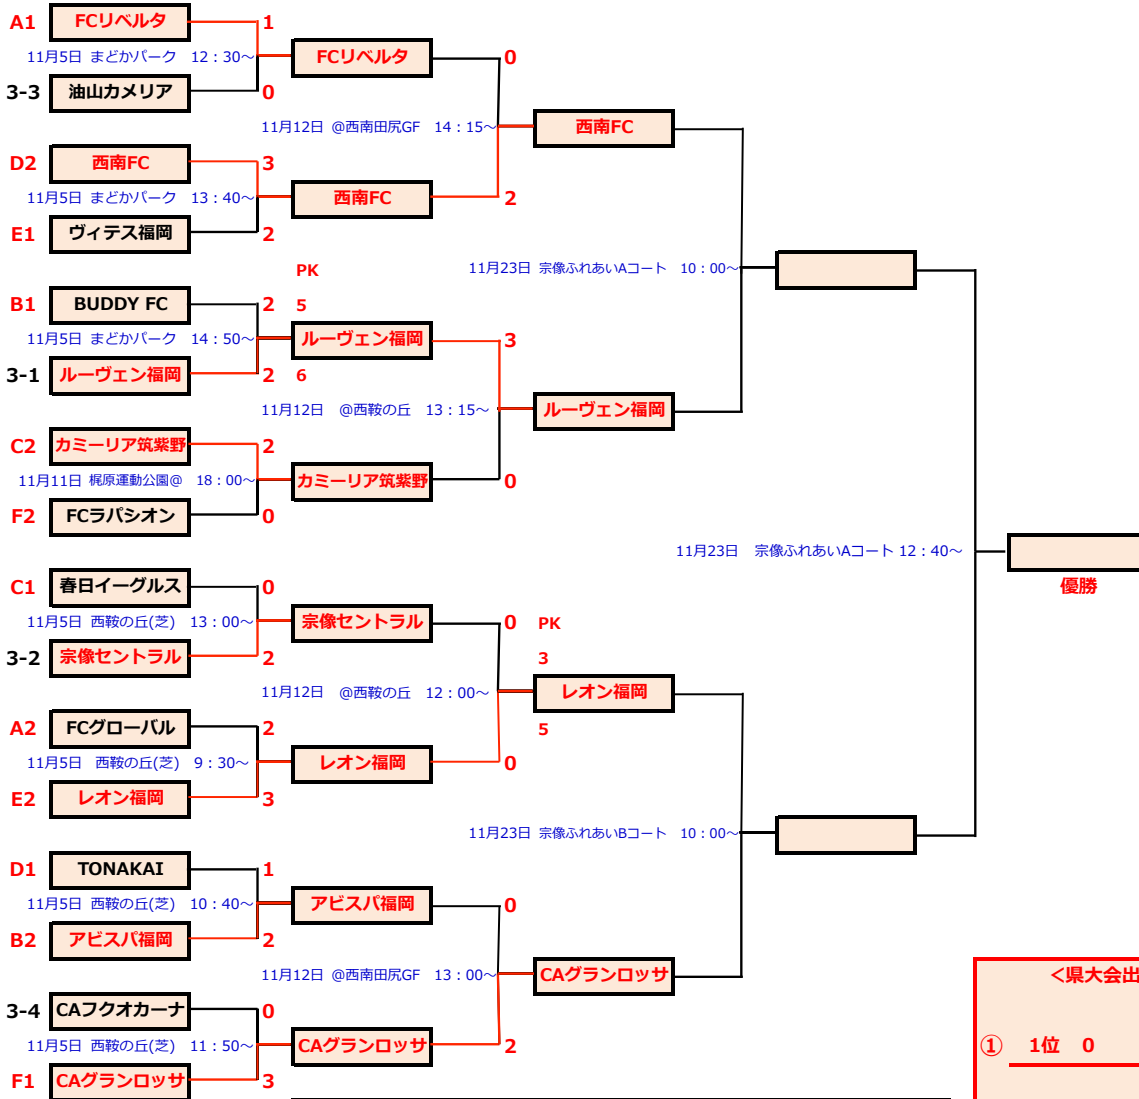 A1 FCリベルタ 1
11月5日 まどかパーク 12：30～ FCリベルタ 0
3-3 油山カメリア 0
11月12日 @西南田尻GF 14：15～ 西南FC
D2 西南FC 3
11月5日 まどかパーク 13：40～ 西南FC 2
E1 ヴィテス福岡 2
PK 11月23日 宗像ふれあいAコート 10：00～
B1 BUDDY FC 2 5
11月5日 まどかパーク 14：50～ ルーヴェン福岡 3
3-1 ルーヴェン福岡 2 6
11月12日 @西鞍の丘 13：15～ ルーヴェン福岡
C2 カミーリア筑紫野 2
11月11日 梶原運動公園@ 18：00～ カミーリア筑紫野 0
F2 FCラパシオン 0
11月23日 宗像ふれあいAコート 12：40～
C1 春日イーグルス 0 優勝
11月5日 西鞍の丘(芝) 13：00～ 宗像セントラル 0 PK
3-2 宗像セントラル 2 3
11月12日 @西鞍の丘 12：00～ レオン福岡
A2 FCグローバル 2 5
11月5日 西鞍の丘(芝) 9：30～ レオン福岡 0
E2 レオン福岡 3
11月23日 宗像ふれあいBコート 10：00～
D1 TONAKAI 1
11月5日 西鞍の丘(芝) 10：40～ アビスパ福岡 0
B2 アビスパ福岡 2
11月12日 @西南田尻GF 13：00～ CAグランロッサ
＜県大会出
3-4 CAフクオカーナ 0
11月5日 西鞍の丘(芝) 11：50～ CAグランロッサ 2
① 1位 0
F1 CAグランロッサ 3